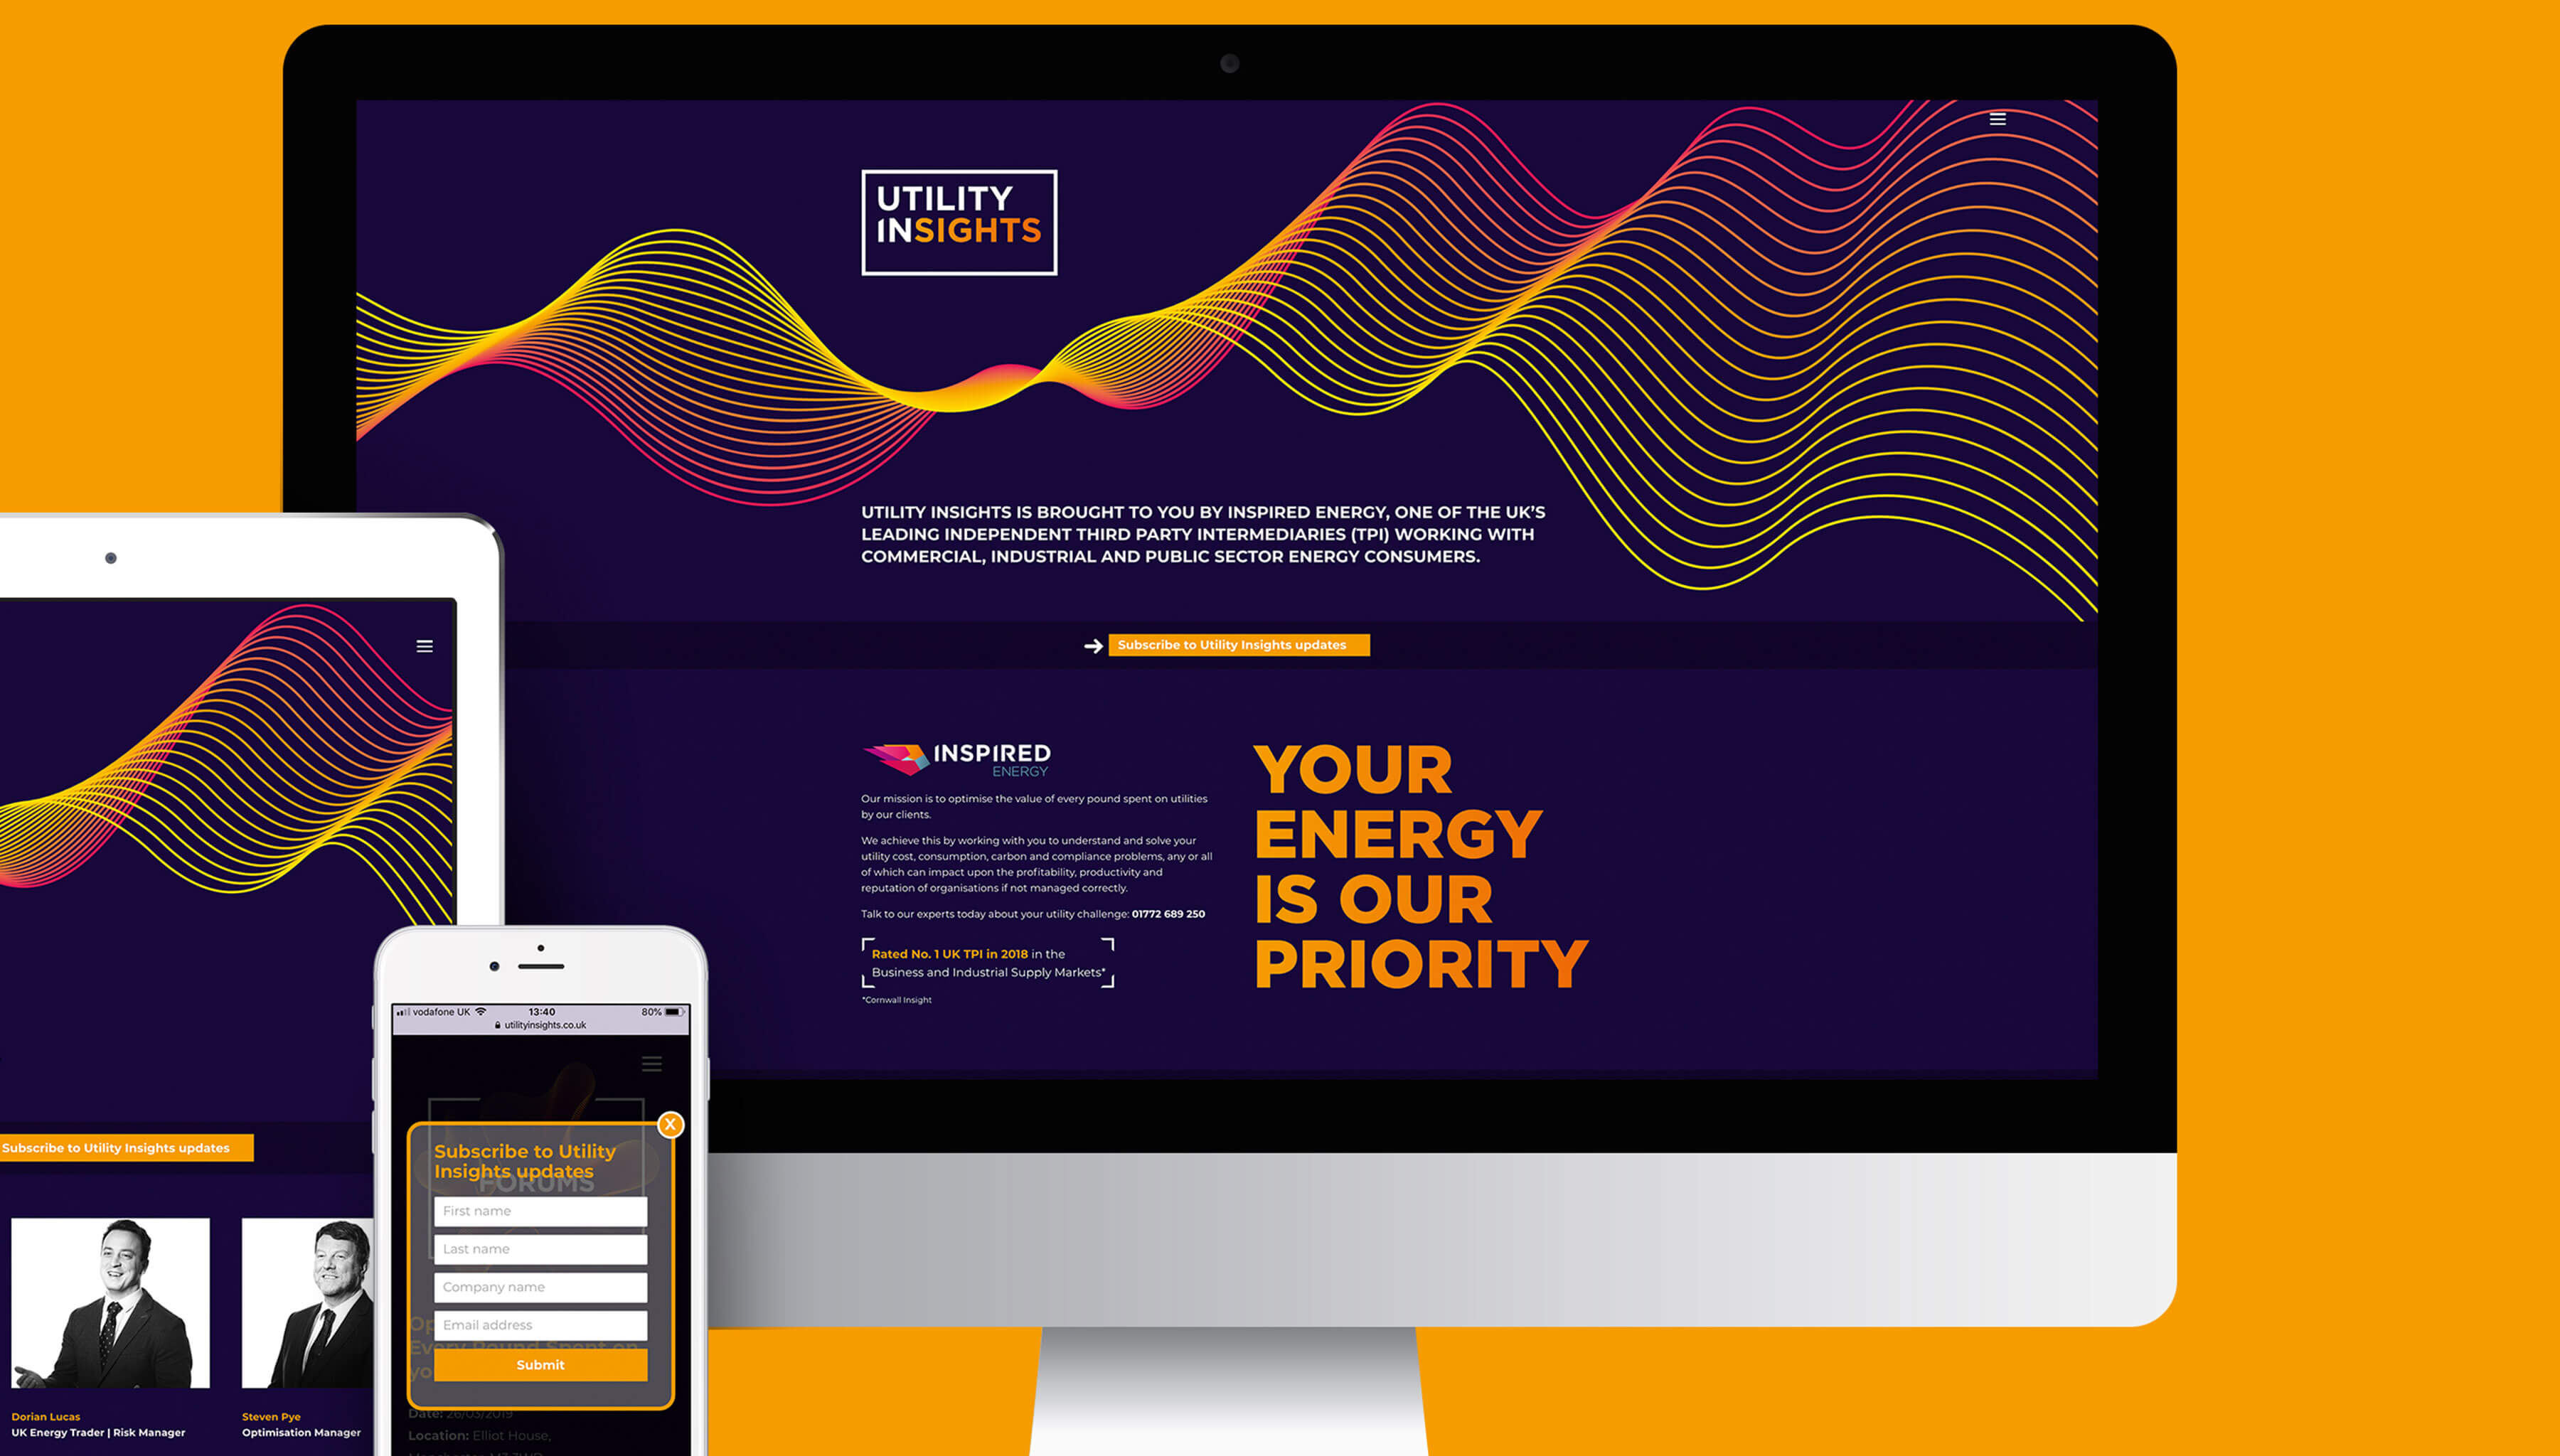 UTILITY
INSIGHTS
UTILITY INSIGHTS IS BROUGHT TO YOU BY INSPIRED ENERGY, ONE OF THE UK’S
LEADING INDEPENDENT THIRD PARTY INTERMEDIARIES (TPI) WORKING WITH
COMMERCIAL, INDUSTRIAL AND PUBLIC SECTOR ENERGY CONSUMERS.
Subscribe to Utility Insights updates
INSPIRED
ENERGY
Our mission is to optimise the value of every pound spent on utilities
by our clients.
We achieve this by working with you to understand and solve your
utility cost, consumption, carbon and compliance problems, any or all
of which can impact upon the profitability, productivity and
reputation of organisations if not managed correctly.
Talk to our experts today about your utility challenge: 01772 689 250
Rated No. 1 UK TPI in 2018 in the
Business and Industrial Supply Markets*
*Cornwall Insight
YOUR
ENERGY
IS OUR
PRIORITY
Subscribe to Utility Insights updates
Dorian Lucas
UK Energy Trader | Risk Manager
Steven Pye
Optimisation Manager
vodafone UK 13:40 80%
utilityinsights.co.uk
X
Subscribe to Utility
Insights updates
FORUMS
First name
Last name
Company name
Email address
Every Pound Spent on
Submit
Date: 26/03/2019
Location: Elliot House,